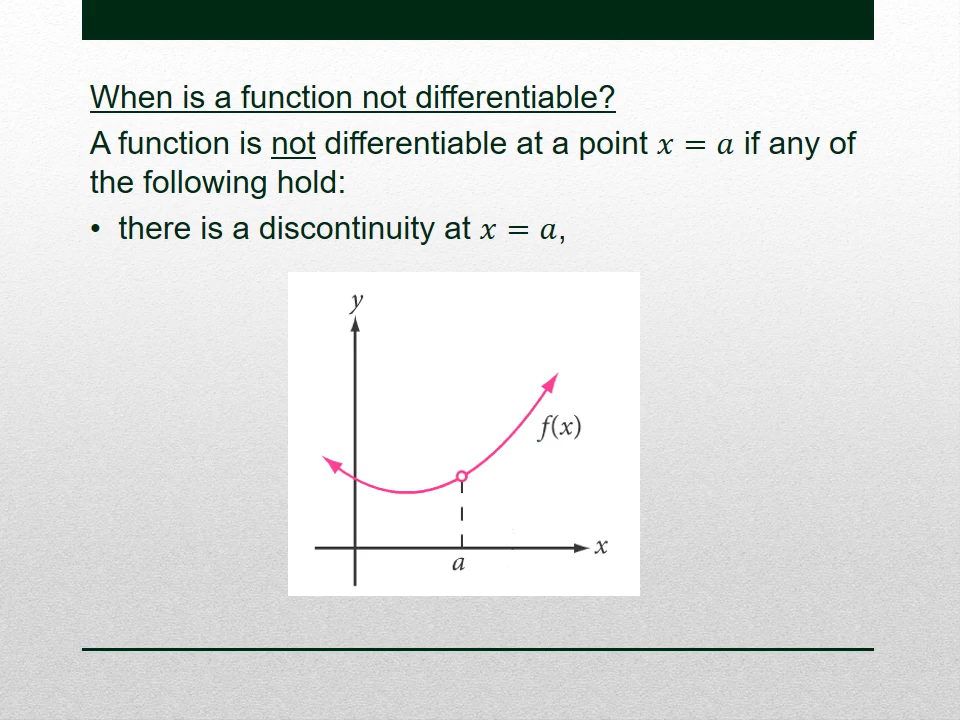 When is a function not differentiable?
A function is not differentiable at a point 𝑥 = 𝑎 if any of
the following hold:
• there is a discontinuity at 𝑥 = 𝑎,
y
f(x)
x
a